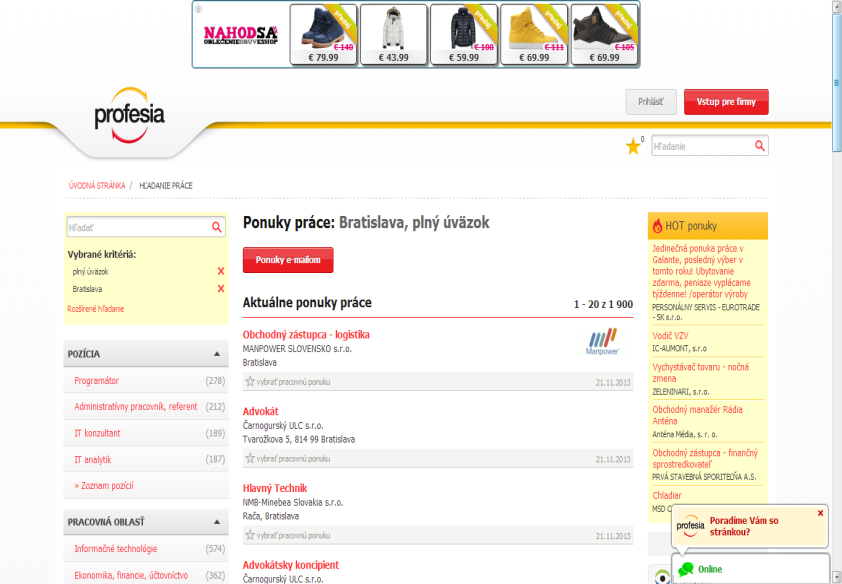 NAHODSA
OBLEČENIEOBUVESHOP
predaj
€ 140
€ 79.99
€ 43.99
predaj
€ 100
€ 59.99
predaj
€ 111
€ 69.99
predaj
€ 105
€ 69.99
profesia
Prihlásiť
Vstup pre firmy
0
Hľadanie
ÚVODNÁ STRÁNKA / HĽADANIE PRÁCE
Hľadať
Vybrané kritériá:
plný úväzok
Bratislava
Rozšírené hľadanie
POZÍCIA
Programátor (278)
Administratívny pracovník, referent (212)
IT konzultant (189)
IT analytik (187)
» Zoznam pozícií
PRACOVNÁ OBLASŤ
Informačné technológie (574)
Ekonomika, financie, účtovníctvo (362)
Ponuky práce: Bratislava, plný úväzok
Ponuky e-mailom
Aktuálne ponuky práce
1 - 20 z 1 900
Obchodný zástupca - logistika
MANPOWER SLOVENSKO s.r.o.
Bratislava
Manpower
vybrať pracovnú ponuku 21.11.2013
Advokát
Čarnogurský ULC s.r.o.
Tvarožkova 5, 814 99 Bratislava
vybrať pracovnú ponuku 21.11.2013
Hlavný Technik
NMB-Minebea Slovakia s.r.o.
Rača, Bratislava
vybrať pracovnú ponuku 21.11.2013
Advokátsky koncipient
Čarnogurský ULC s.r.o.
HOT ponuky
Jedinečná ponuka práce v
Galante, posledný výber v
tomto roku! Ubytovanie
zdarma, peniaze vyplácame
týždenne! /operátor výroby
PERSONÁLNY SERVIS - EUROTRADE
- SK s.r.o.
Vodič VZV
IC-AUMONT, s.r.o
Vychystávač tovaru - nočná
zmena
ZELENINARI, s.r.o.
Obchodný manažér Rádia
Anténa
Anténa Média, s. r. o.
Obchodný zástupca - finančný
sprostredkovateľ
PRVÁ STAVEBNÁ SPORITEĽŇA A.S.
Chladiar
MSD
profesia
Poradíme Vám so
stránkou?
x
Online